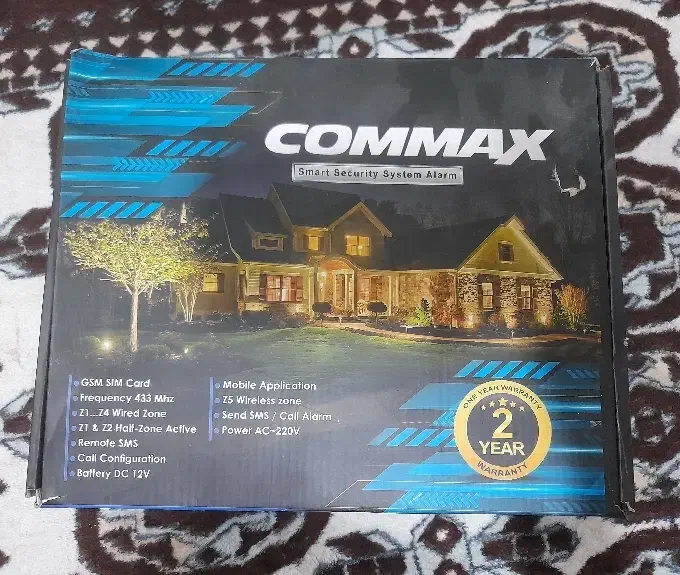 COMMAX
Smart Security System Alarm
GSM SIM Card
Frequency 433 Mhz
Z1...Z4 Wired Zone
Z1 & Z2 Half-Zone Active
Remote SMS
Call Configuration
Battery DC 12V
Mobile Application
Z5 Wireless zone
Send SMS / Call Alarm
Power AC~220V
ONE YEAR WARRANTY
2
YEAR
WARRANTY